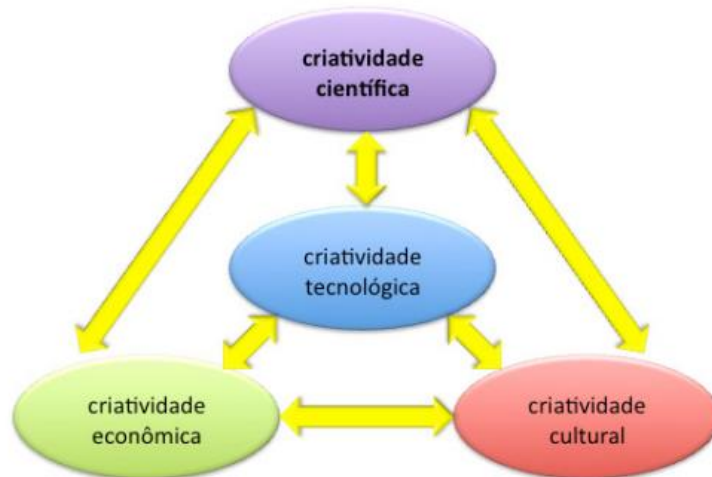 criatividade
científica
criatividade
tecnológica
criatividade
econômica
criatividade
cultural